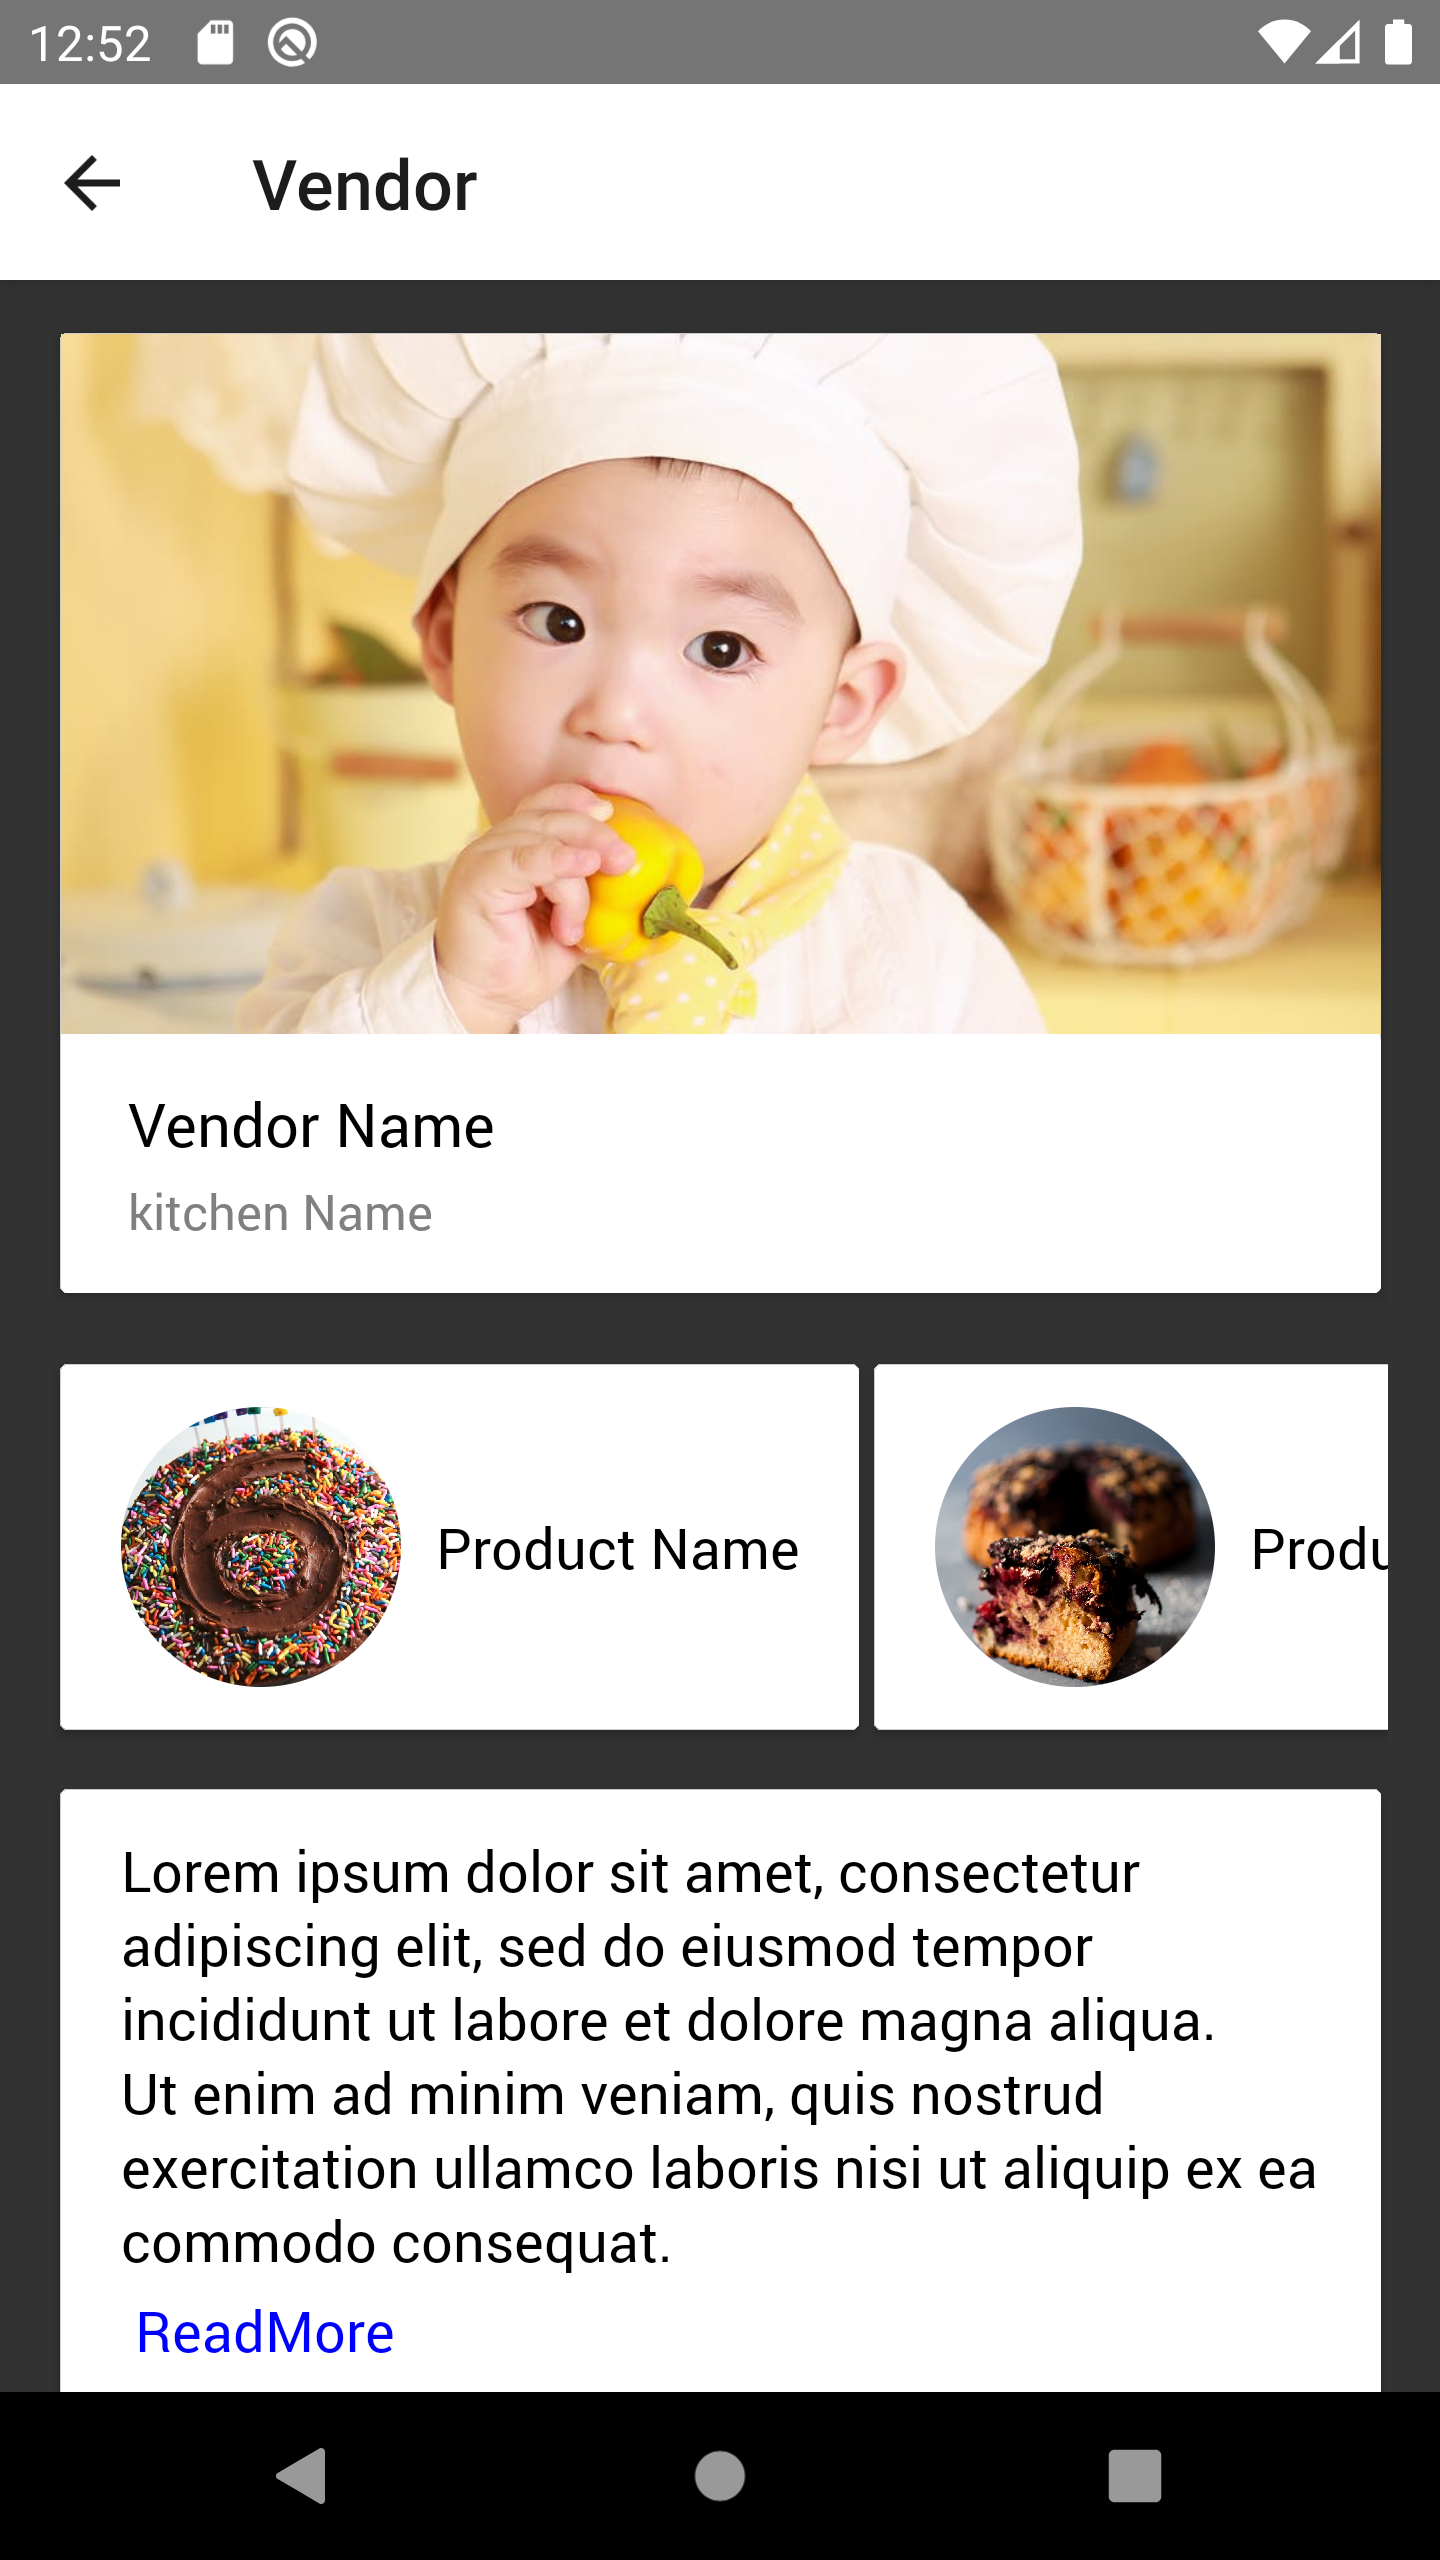 12:52
Vendor
Vendor Name
kitchen Name
Product Name
Produ
Lorem ipsum dolor sit amet, consectetur
adipiscing elit, sed do eiusmod tempor
incididunt ut labore et dolore magna aliqua.
Ut enim ad minim veniam, quis nostrud
exercitation ullamco laboris nisi ut aliquip ex ea
commodo consequat.
ReadMore